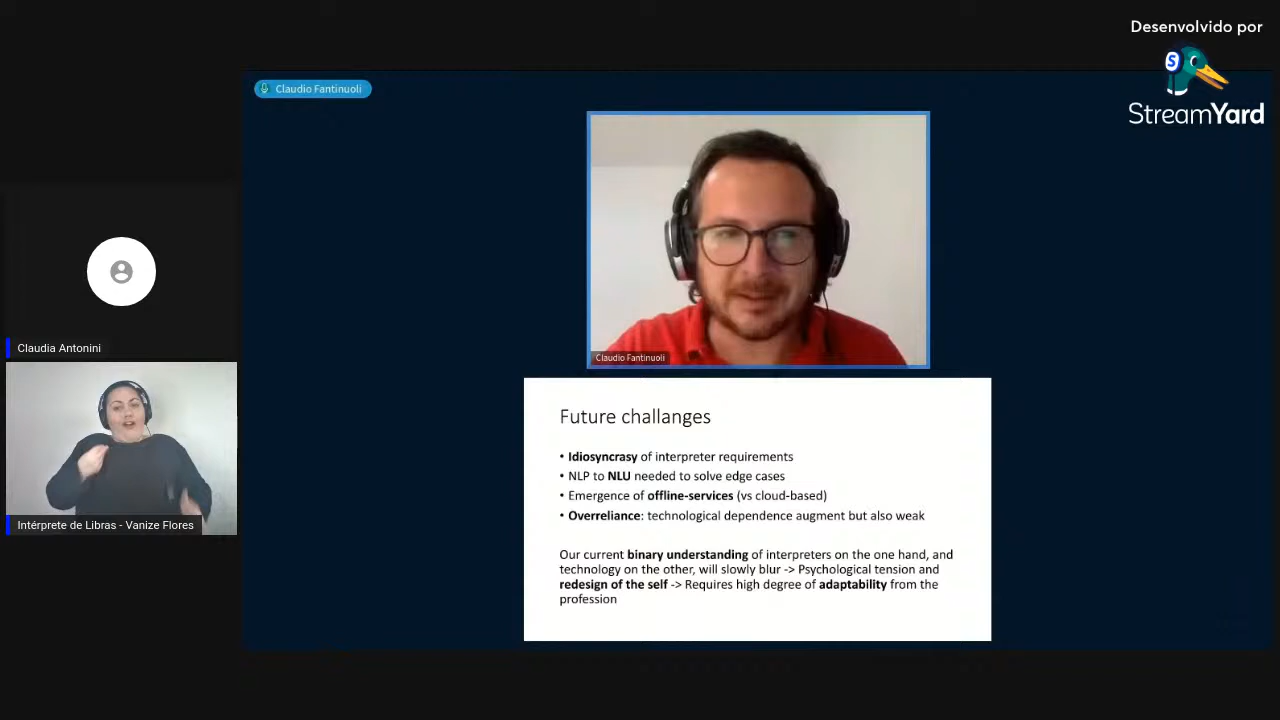 Desenvolvido por
S
StreamYard
Claudio Fantinuoli
Claudio Fantinuoli
Claudia Antonini
Intérprete de Libras - Vanize Flores
Future challanges
• Idiosyncrasy of interpreter requirements
• NLP to NLU needed to solve edge cases
• Emergence of offline-services (vs cloud-based)
• Overreliance: technological dependence augment but also weak
Our current binary understanding of interpreters on the one hand, and
technology on the other, will slowly blur -> Psychological tension and
redesign of the self -> Requires high degree of adaptability from the
profession